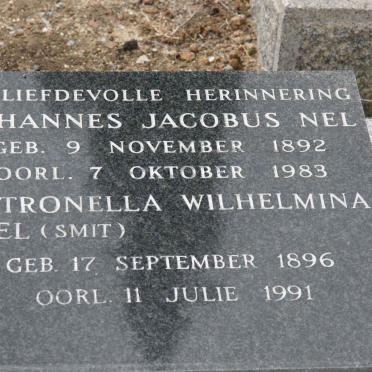 LIEFDEVOLLE HERINNERING
HANNES JACOBUS NEL
GEB. 9 NOVEMBER 1892
OORL. 7 OKTOBER 1983
TRONELLA WILHELMINA
EL (SMIT)
GEB. 17 SEPTEMBER 1896
OORL. 11 JULIE 1991